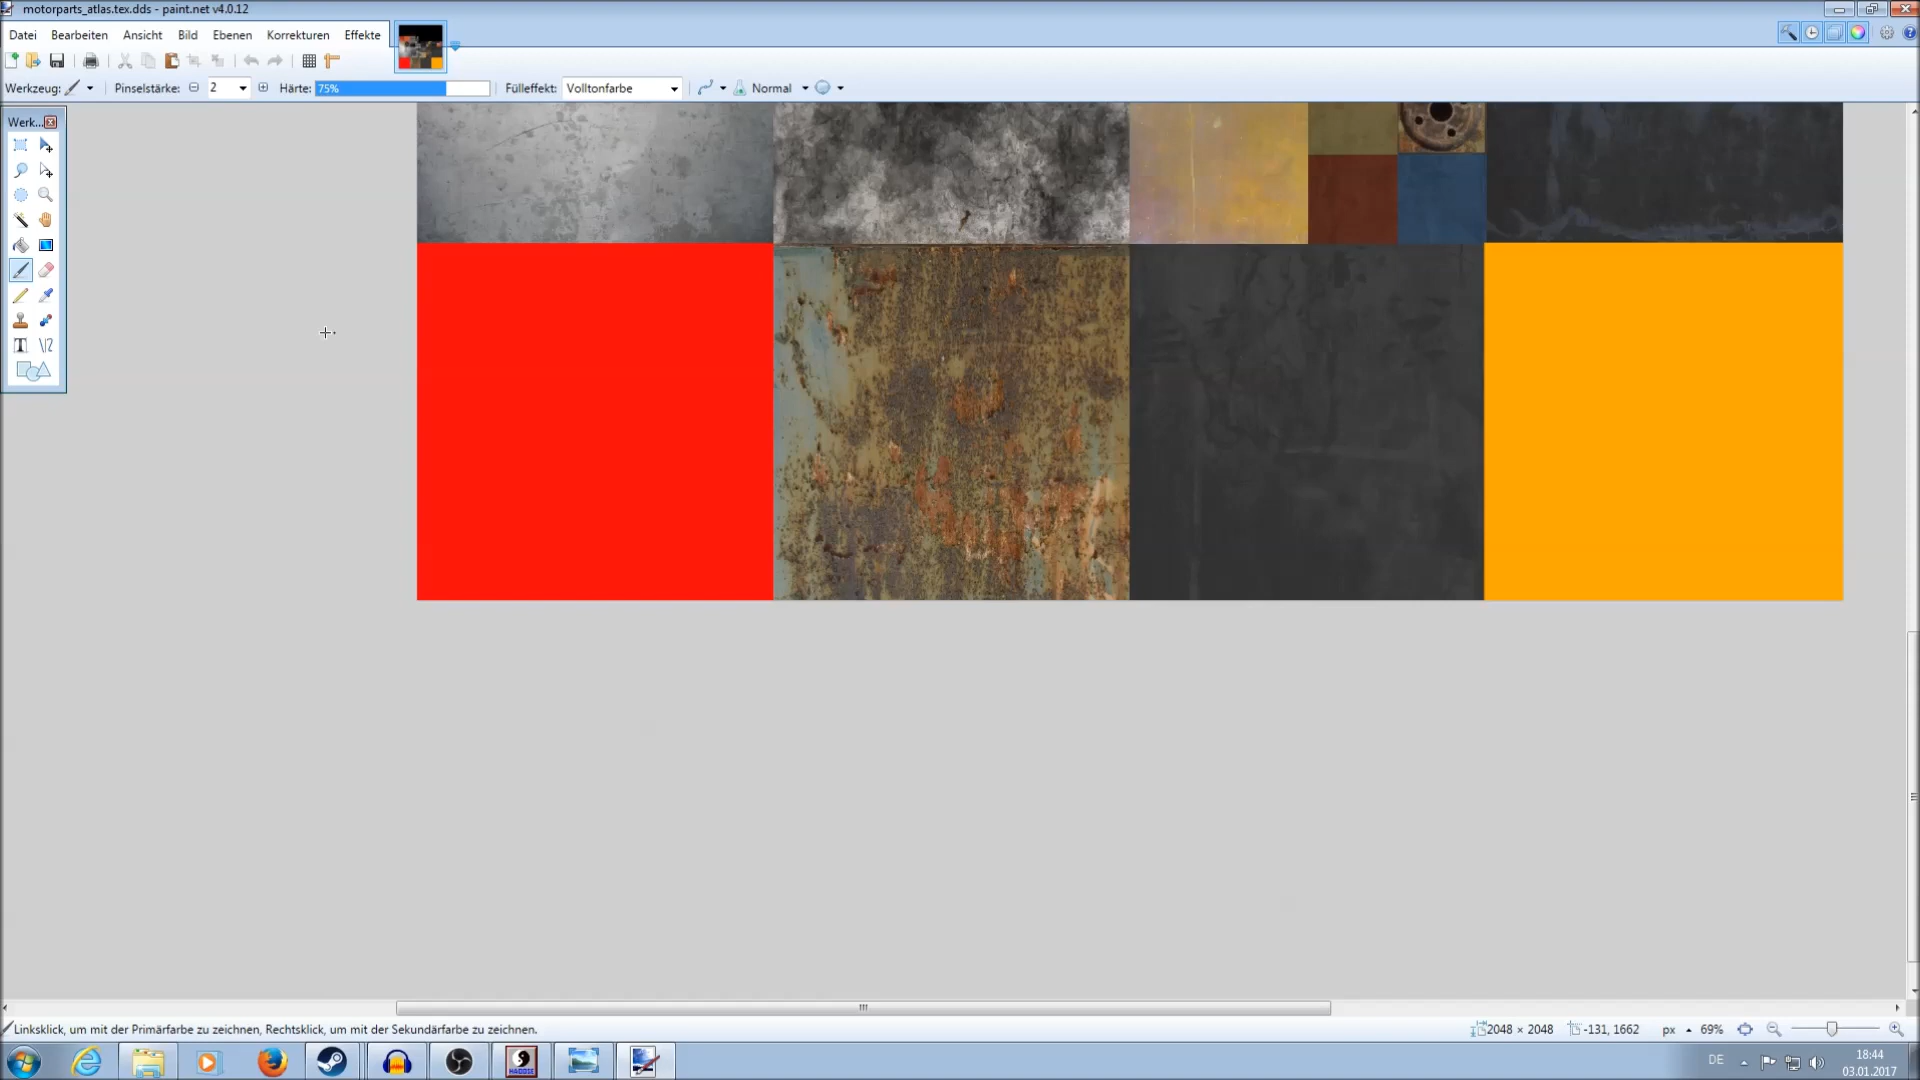 motorparts_atlas.tex.dds - paint.net v4.0.12
Datei Bearbeiten Ansicht Bild Ebenen Korrekturen Effekte
Werkzeug: Pinselstärke: 2 Härte: 75% Fülleffekt: Volltonfarbe Normal
Werk...
Linksklick, um mit der Primärfarbe zu zeichnen, Rechtsklick, um mit der Sekundärfarbe zu zeichnen. 2048 × 2048 -131, 1662 px 69%
DE 18:44
03.01.2017